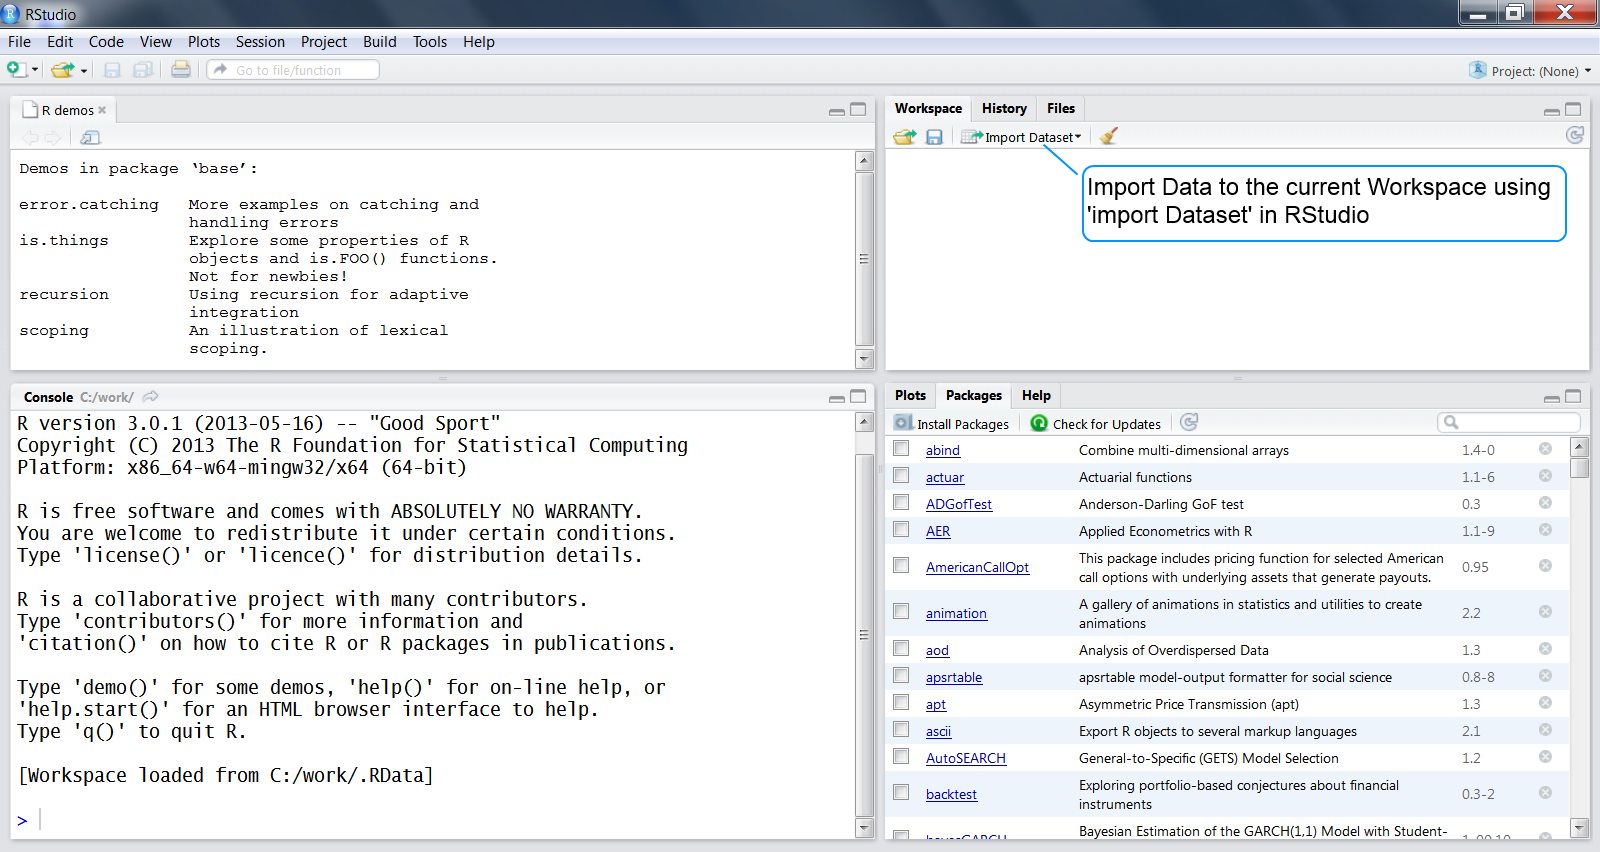 RStudio
File Edit Code View Plots Session Project Build Tools Help
Go to file/function
Project: (None)
R demos
Demos in package ‘base’:
error.catching More examples on catching and
handling errors
is.things Explore some properties of R
objects and is.FOO() functions.
Not for newbies!
recursion Using recursion for adaptive
integration
scoping An illustration of lexical
scoping.
Workspace History Files
Import Dataset
Import Data to the current Workspace using
'import Dataset' in RStudio
Console C:/work/
R version 3.0.1 (2013-05-16) -- "Good Sport"
Copyright (C) 2013 The R Foundation for Statistical Computing
Platform: x86_64-w64-mingw32/x64 (64-bit)
R is free software and comes with ABSOLUTELY NO WARRANTY.
You are welcome to redistribute it under certain conditions.
Type 'license()' or 'licence()' for distribution details.
R is a collaborative project with many contributors.
Type 'contributors()' for more information and
'citation()' on how to cite R or R packages in publications.
Type 'demo()' for some demos, 'help()' for on-line help, or
'help.start()' for an HTML browser interface to help.
Type 'q()' to quit R.
[Workspace loaded from C:/work/.RData]
>
Plots Packages Help
Install Packages Check for Updates
abind Combine multi-dimensional arrays 1.4-0
actuar Actuarial functions 1.1-6
ADGofTest Anderson-Darling GoF test 0.3
AER Applied Econometrics with R 1.1-9
AmericanCallOpt This package includes pricing function for selected American 0.95
call options with underlying assets that generate payouts.
animation A gallery of animations in statistics and utilities to create 2.2
animations
aod Analysis of Overdispersed Data 1.3
apsrtable apsrtable model-output formatter for social science 0.8-8
apt Asymmetric Price Transmission (apt) 1.3
ascii Export R objects to several markup languages 2.1
AutoSEARCH General-to-Specific (GETS) Model Selection 1.2
backtest Exploring portfolio-based conjectures about financial 0.3-2
instruments
Bayesian Estimation of the GARCH(1,1) Model with Student-